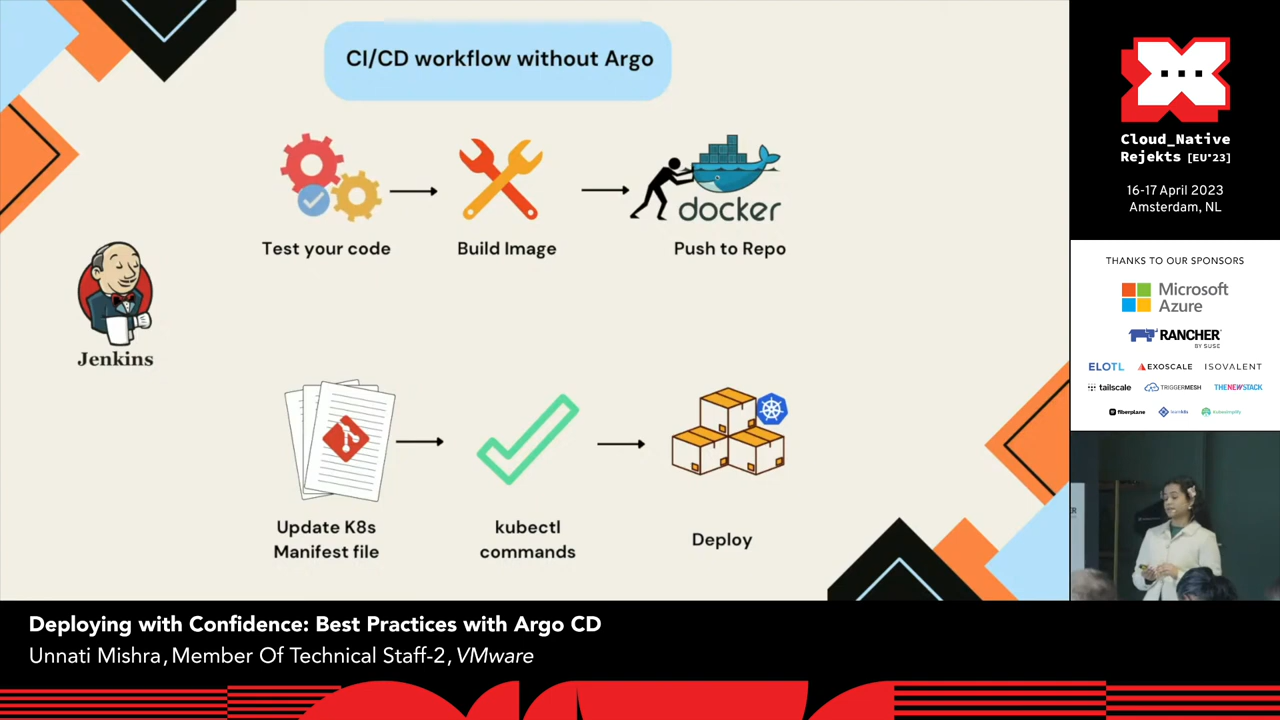 CI/CD workflow without Argo
Test your code
Build Image
docker
Push to Repo
Jenkins
Update K8s
Manifest file
kubectl
commands
Deploy
Cloud_Native
Rejekts [EU'23]
16-17 April 2023
Amsterdam, NL
THANKS TO OUR SPONSORS
Microsoft
Azure
RANCHER
BY SUSE
ELOTL
EXOSCALE
ISOVALENT
tailscale
TRIGGERMESH
THENEWSTACK
fiberplane
learnk8s
kubesimplify
Deploying with Confidence: Best Practices with Argo CD
Unnati Mishra, Member Of Technical Staff-2, VMware